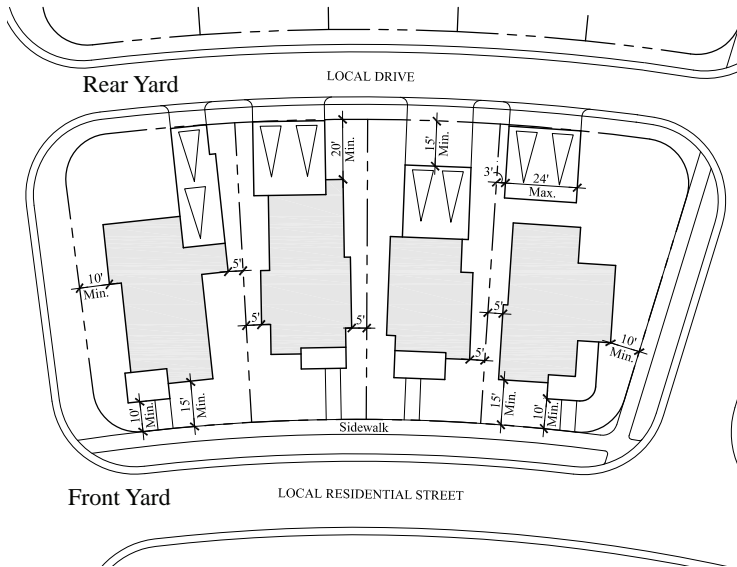 LOCAL DRIVE
Rear Yard
20'
Min.
15'
Min.
3'
24'
Max.
10'
Min.
5'
5'
5'
5'
5'
10'
Min.
10'
Min.
15'
Min.
15'
Min.
10'
Min.
Sidewalk
Front Yard
LOCAL RESIDENTIAL STREET